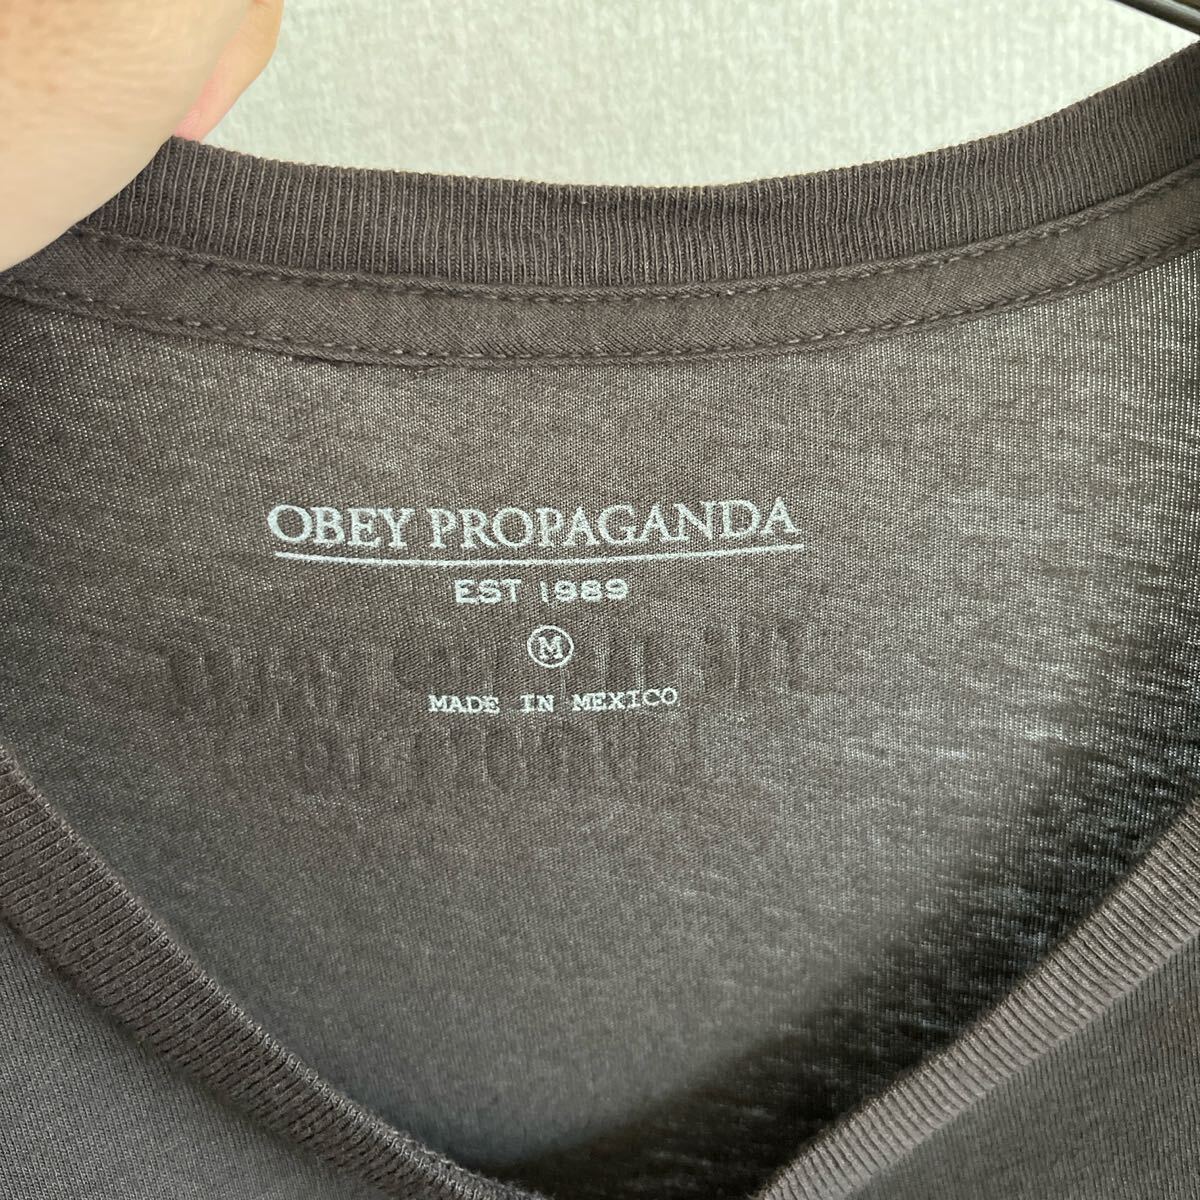 OBEY PROPAGANDA
EST 1989
M
MADE IN MEXICO